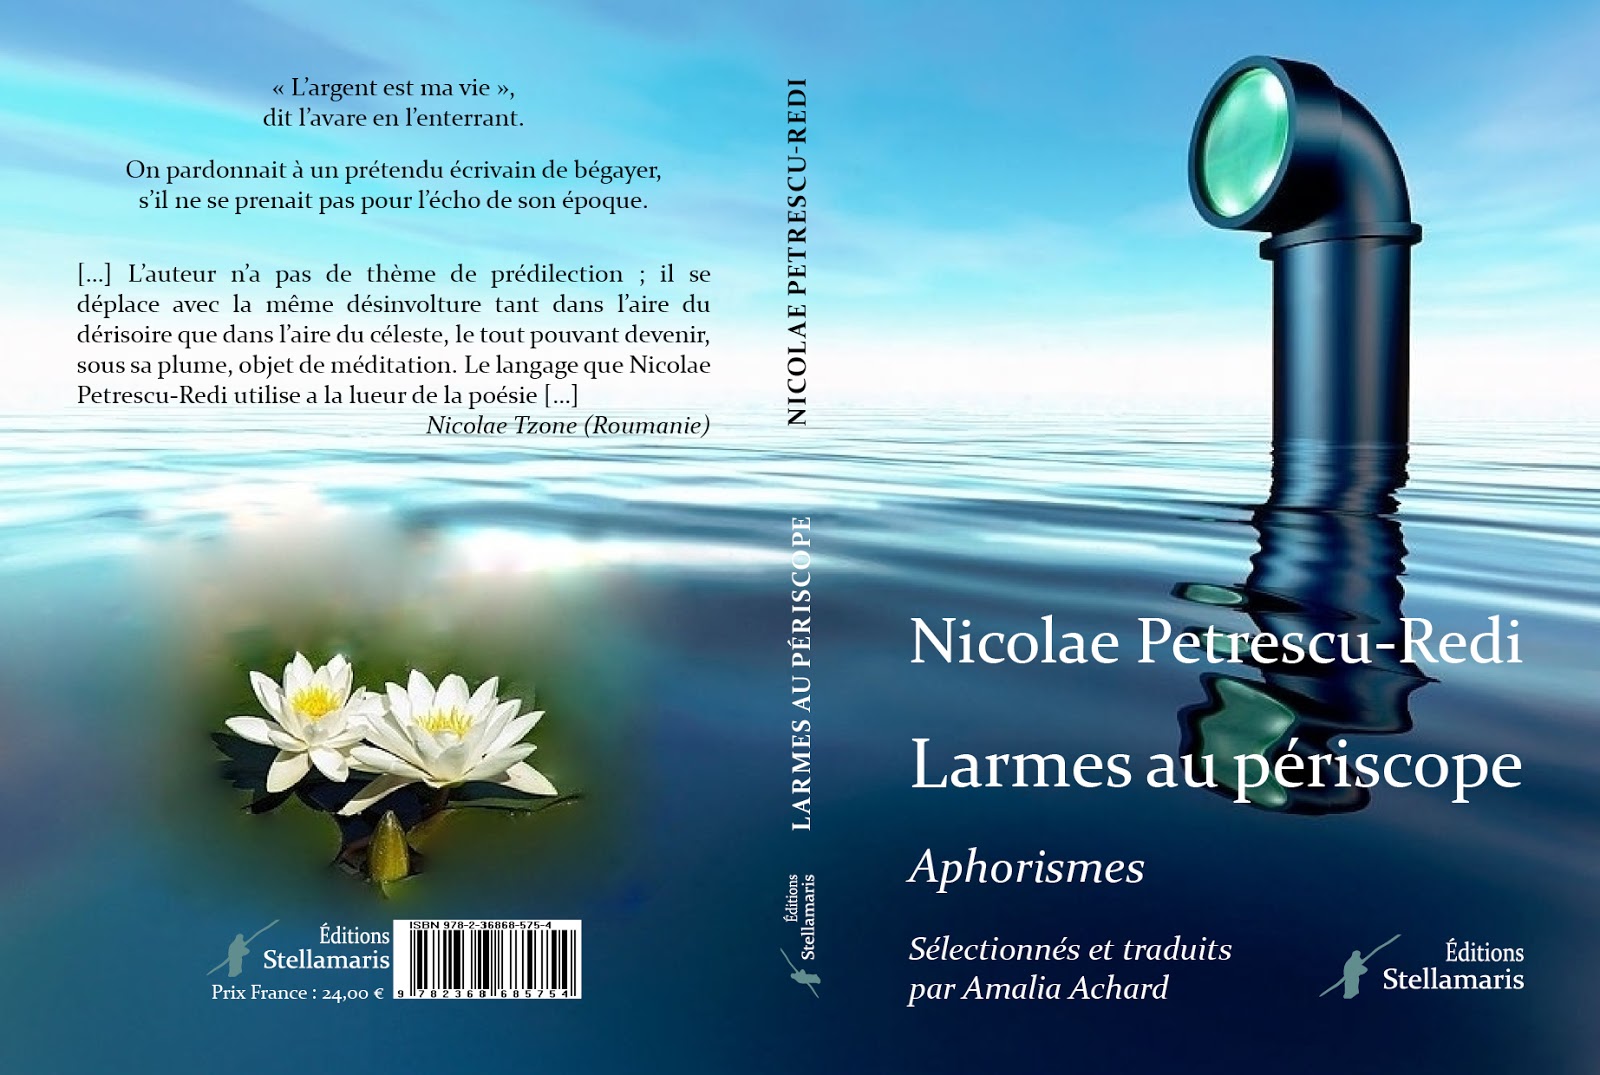 « L’argent est ma vie »,
dit l’avare en l’enterrant.
On pardonnait à un prétendu écrivain de bégayer,
s’il ne se prenait pas pour l’écho de son époque.
[...] L’auteur n’a pas de thème de prédilection ; il se
déplace avec la même désinvolture tant dans l’aire du
dérisoire que dans l’aire du céleste, le tout pouvant devenir,
sous sa plume, objet de méditation. Le langage que Nicolae
Petrescu-Redi utilise a la lueur de la poésie [...]
Nicolae Tzone (Roumanie)
Éditions
Stellamaris
Prix France : 24,00 €
ISBN 978-2-36868-575-4
9 782368 685754
NICOLAE PETRESCU-REDI
LARMES AU PÉRISCOPE
Éditions
Stellamaris
Nicolae Petrescu-Redi
Larmes au périscope
Aphorismes
Sélectionnés et traduits
par Amalia Achard
Éditions
Stellamaris